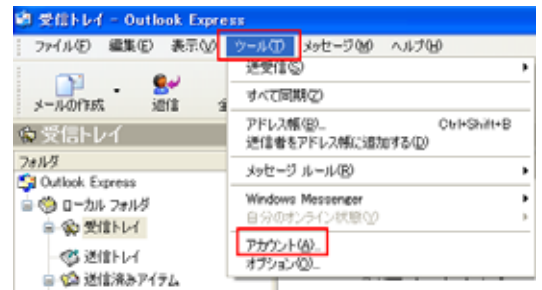 受信トレイ - Outlook Express
ファイル(F) 編集(E) 表示(V) ツール(T) メッセージ(M) ヘルプ(H)
送受信(S)
メールの作成 返信
すべて同期(Z)
アドレス帳(B)... Ctrl+Shift+B
送信者をアドレス帳に追加する(D)
受信トレイ
フォルダ
メッセージ ルール(R)
Outlook Express
ローカル フォルダ
Windows Messenger
自分のオンライン状態(Y)
受信トレイ
アカウント(A)...
送信トレイ
オプション(O)...
送信済みアイテム